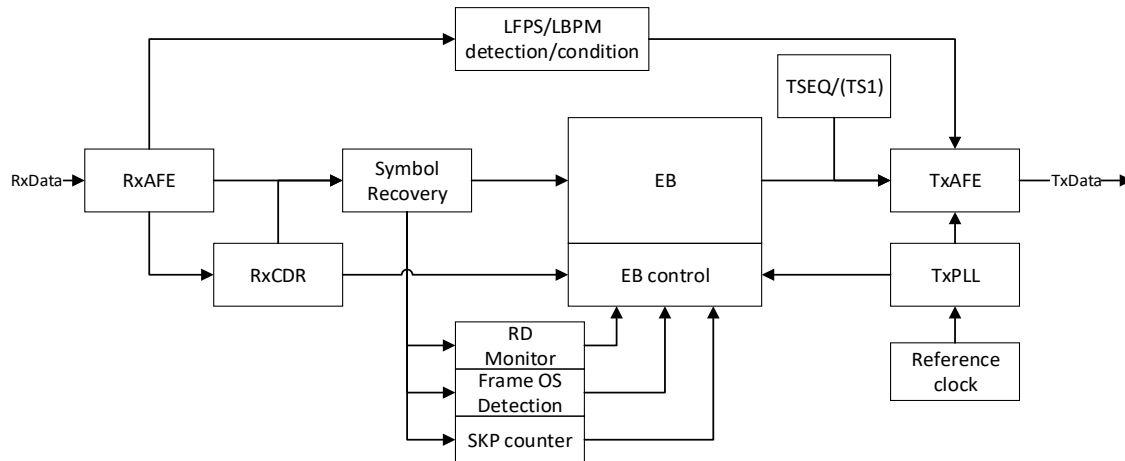 LFPS/LBPM
detection/condition
TSEQ/(TS1)
RxData
RxAFE
Symbol
Recovery
EB
TxAFE
TxData
RxCDR
EB control
TxPLL
RD
Monitor
Frame OS
Detection
SKP counter
Reference
clock